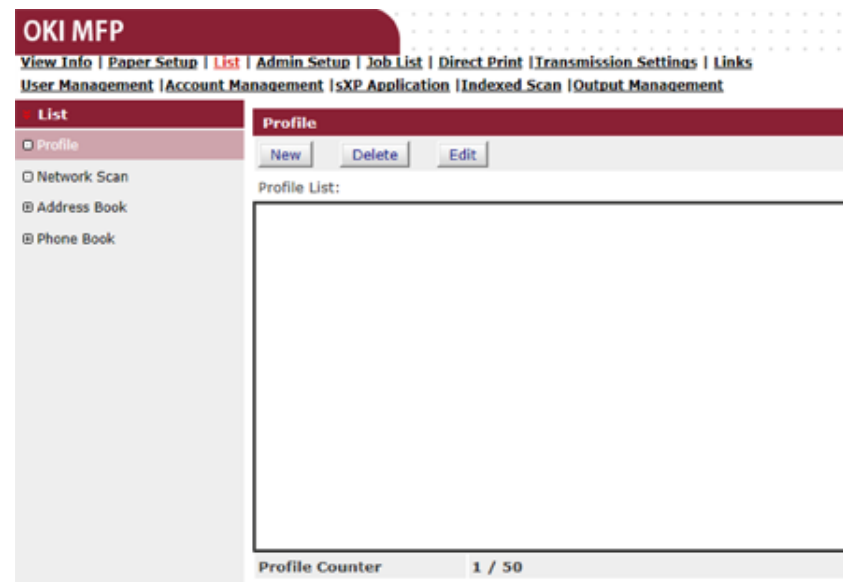 OKI MFP
View Info | Paper Setup | List | Admin Setup | Job List | Direct Print |Transmission Settings | Links
User Management |Account Management |sXP Application |Indexed Scan |Output Management
List
Profile
Network Scan
Address Book
Phone Book
Profile
New Delete Edit
Profile List:
Profile Counter 1 / 50